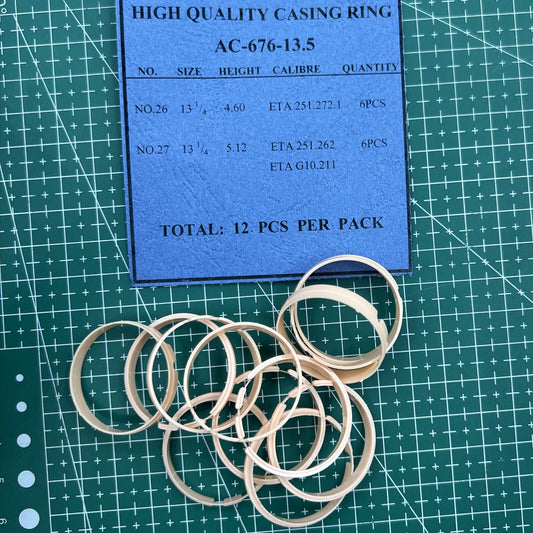 HIGH QUALITY CASING RING
AC-676-13.5
NO. SIZE HEIGHT CALIBRE QUANTITY
NO.26 13 1/4 4.60 ETA 251.272.1 6PCS
NO.27 13 1/4 5.12 ETA 251.262 6PCS
ETA G10.211
TOTAL: 12 PCS PER PACK